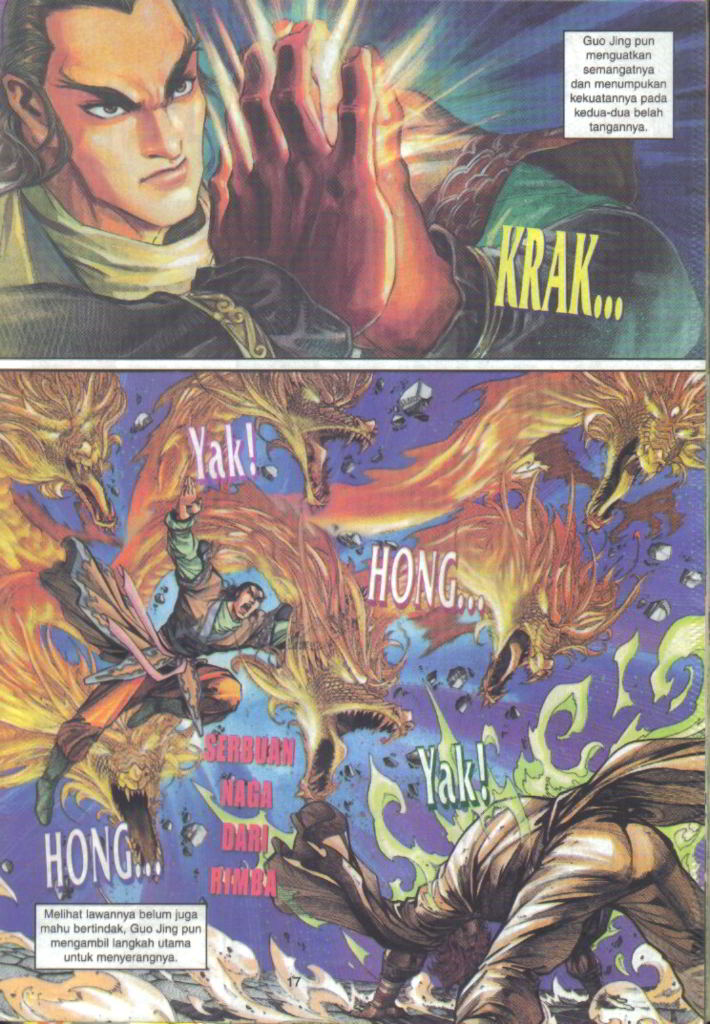 Guo Jing pun
menguatkan
semangatnya
dan menumpukan
kekuatannya pada
kedua-dua belah
tangannya.
KRAK...
Yak!
HONG...
SERBUAN
NAGA
DARI
RIMBA
Yak!
HONG...
Melihat lawannya belum juga
mahu bertindak, Guo Jing pun
mengambil langkah utama
untuk menyerangnya.
17